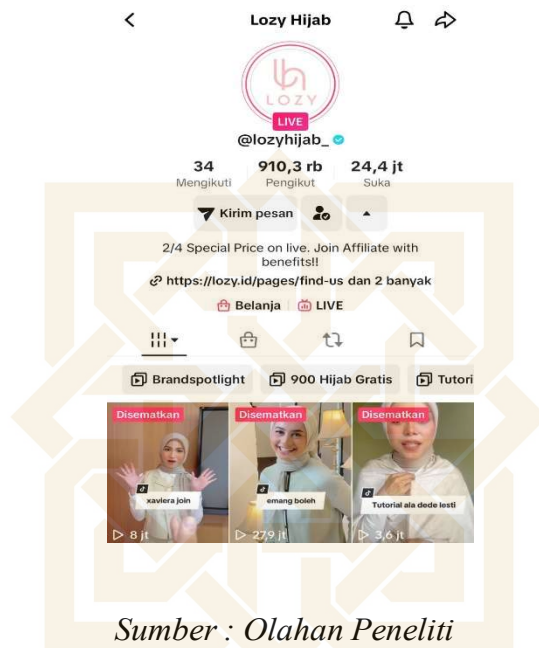 Lozy Hijab
LOZY
LIVE
@lozyhijab_
34 910,3 rb 24,4 jt
Mengikuti Pengikut Suka
Kirim pesan
2/4 Special Price on live. Join Affiliate with
benefits!!
https://lozy.id/pages/find-us dan 2 banyak
Belanja LIVE
Brandspotlight 900 Hijab Gratis Tutori
Disematkan Disematkan Disematkan
xaviera join emang boleh Tutorial ala dede lesti
8 jt 27,9 jt 3,6 jt
Sumber : Olahan Peneliti